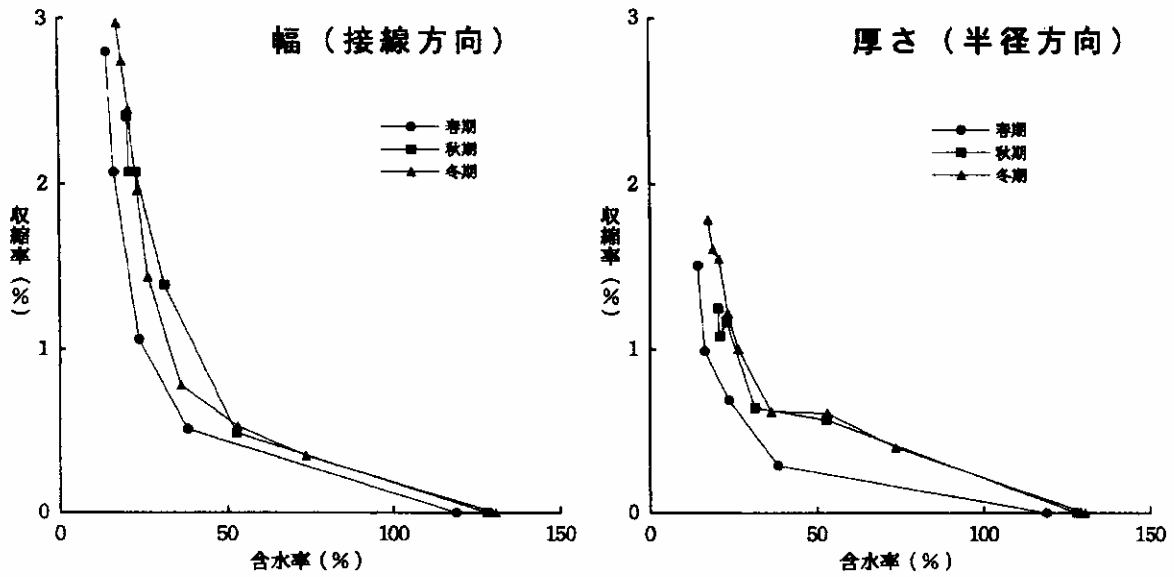 幅（接線方向）
3
2
1
0
収縮率（％）
春期
秋期
冬期
0
50
100
150
含水率（％）
厚さ（半径方向）
3
2
1
0
収縮率（％）
春期
秋期
冬期
0
50
100
150
含水率（％）